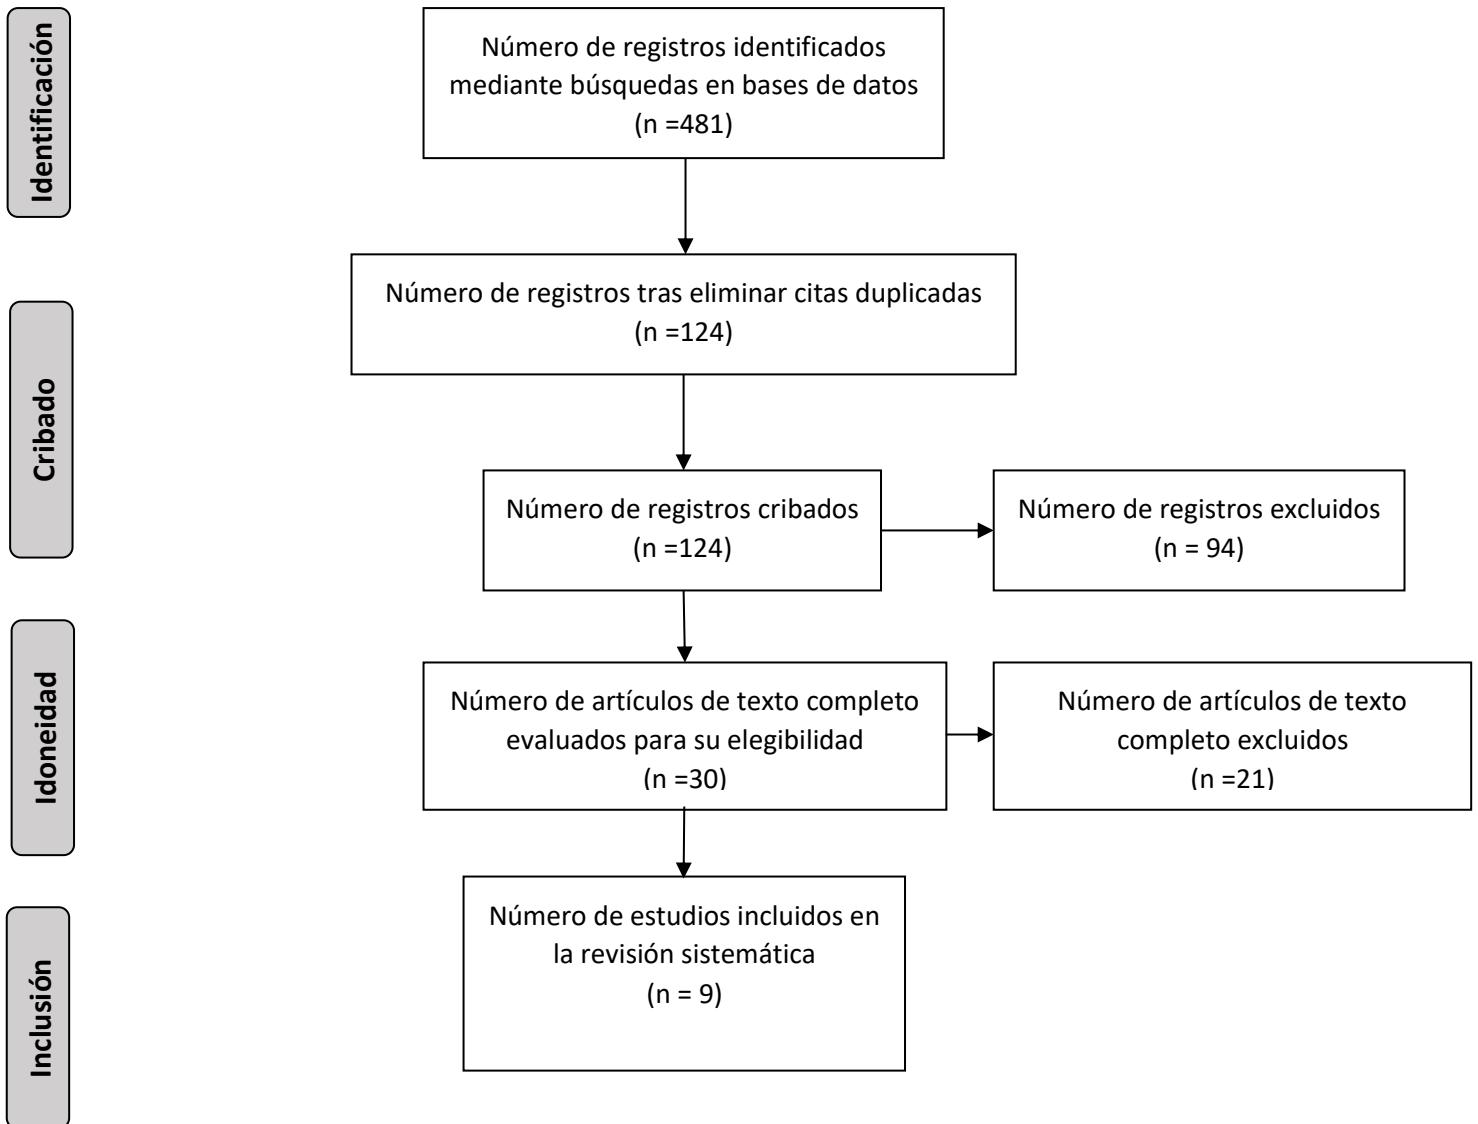 Identificación
Número de registros identificados
mediante búsquedas en bases de datos
(n =481)
Número de registros tras eliminar citas duplicadas
(n =124)
Cribado
Número de registros cribados
(n =124)
Número de registros excluidos
(n = 94)
Idoneidad
Número de artículos de texto completo
evaluados para su elegibilidad
(n =30)
Número de artículos de texto
completo excluidos
(n =21)
Inclusión
Número de estudios incluidos en
la revisión sistemática
(n = 9)